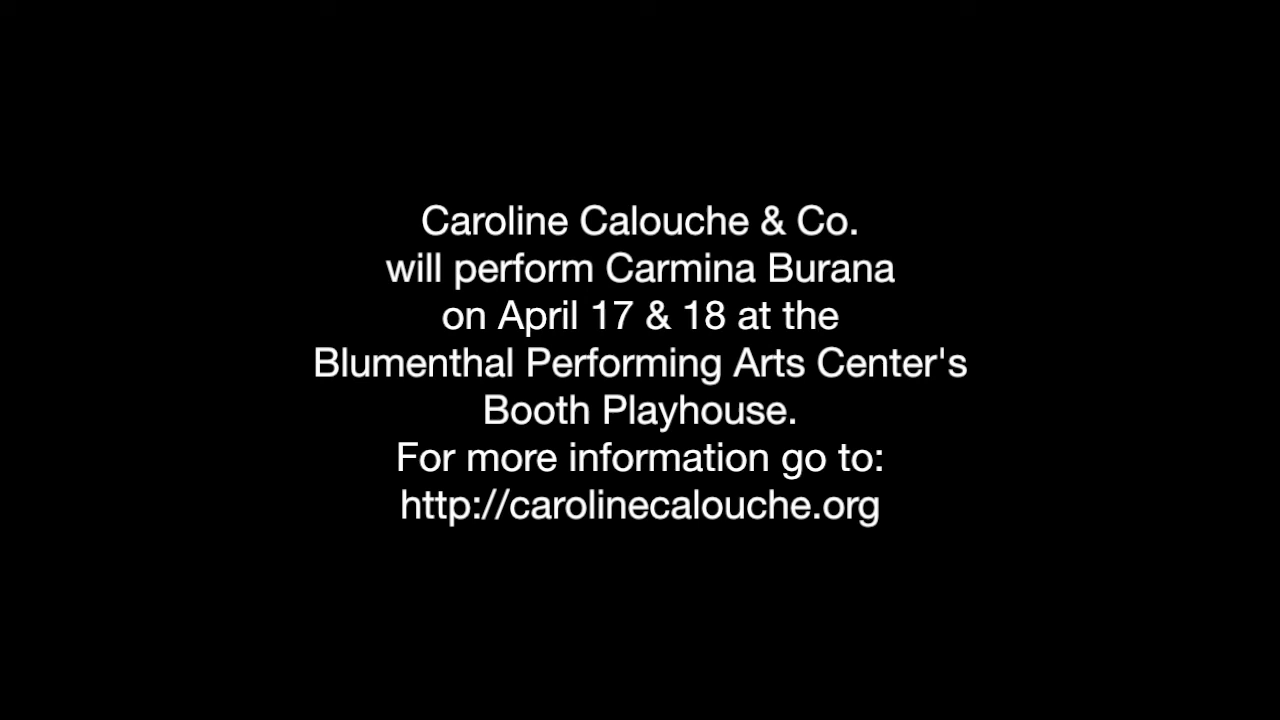 Caroline Calouche & Co.
will perform Carmina Burana
on April 17 & 18 at the
Blumenthal Performing Arts Center's
Booth Playhouse.
For more information go to:
http://carolinecalouche.org